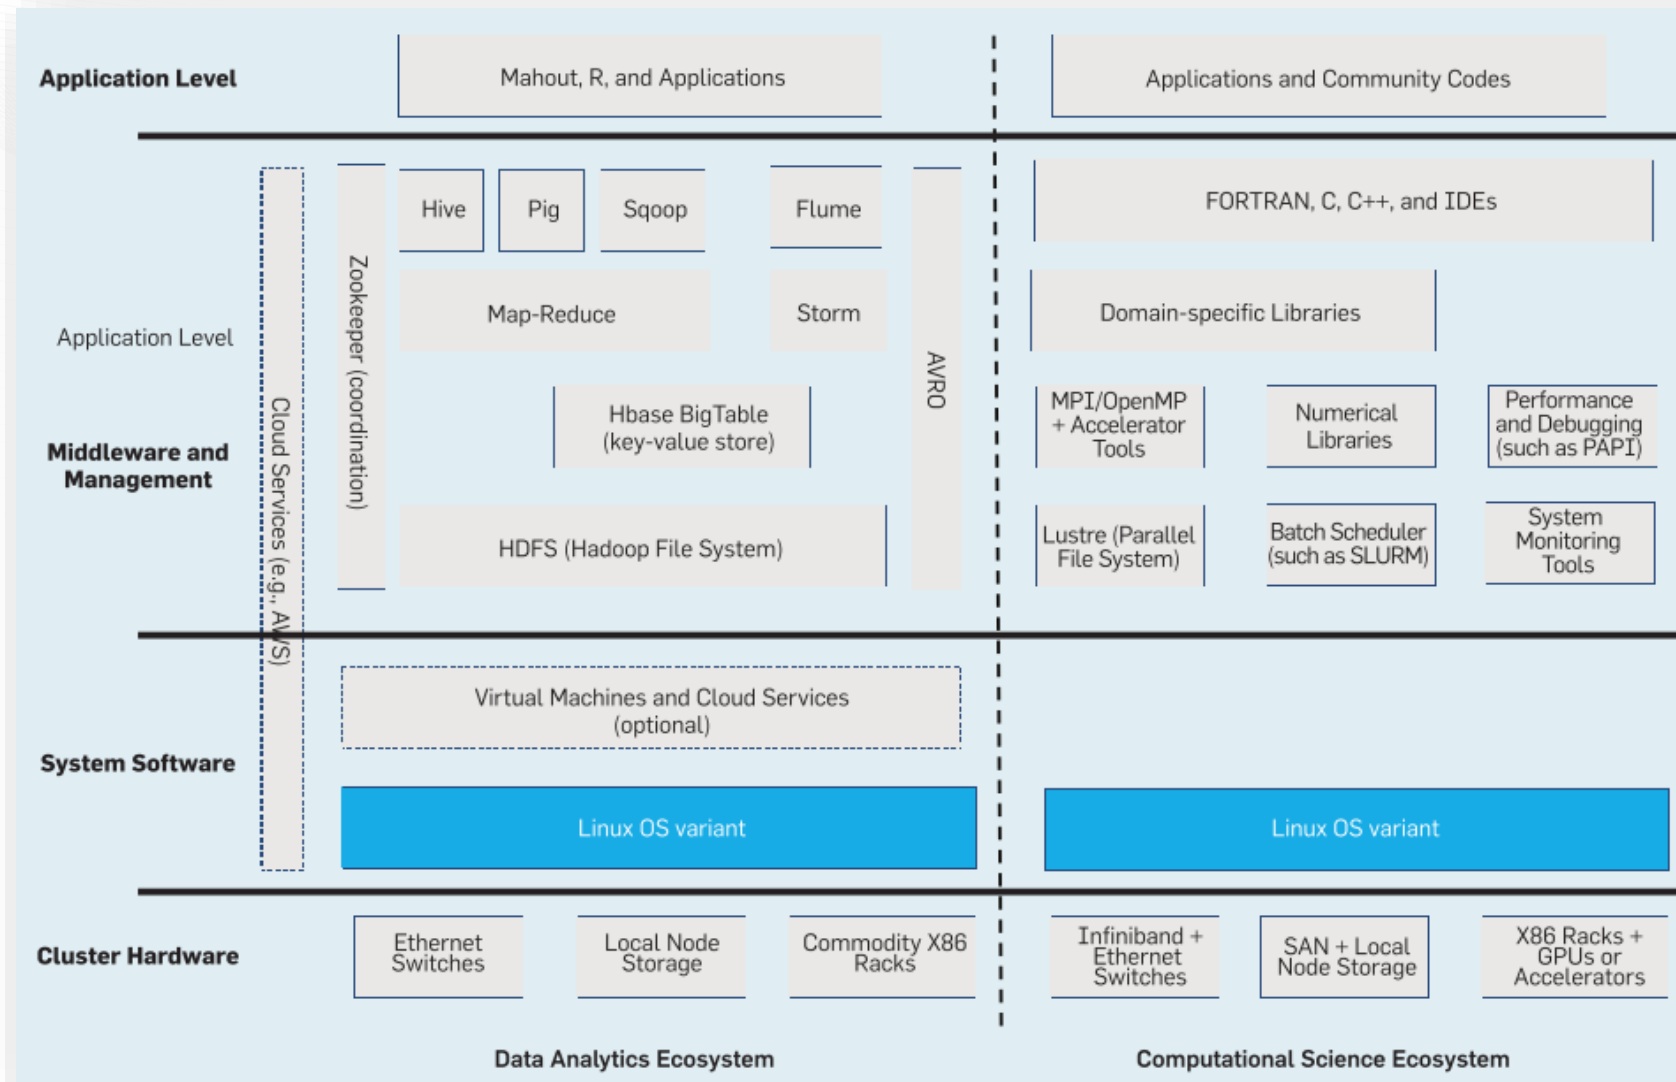 Application Level
Mahout, R, and Applications
Applications and Community Codes
Cloud Services (e.g., AWS)
Zookeeper (coordination)
Hive
Pig
Sqoop
Flume
AVRO
FORTRAN, C, C++, and IDEs
Application Level
Map-Reduce
Storm
Domain-specific Libraries
Middleware and
Management
Hbase BigTable
(key-value store)
MPI/OpenMP
+ Accelerator
Tools
Numerical
Libraries
Performance
and Debugging
(such as PAPI)
HDFS (Hadoop File System)
Lustre (Parallel
File System)
Batch Scheduler
(such as SLURM)
System
Monitoring
Tools
System Software
Virtual Machines and Cloud Services
(optional)
Linux OS variant
Linux OS variant
Cluster Hardware
Ethernet
Switches
Local Node
Storage
Commodity X86
Racks
Infiniband +
Ethernet
Switches
SAN + Local
Node Storage
X86 Racks +
GPUs or
Accelerators
Data Analytics Ecosystem
Computational Science Ecosystem